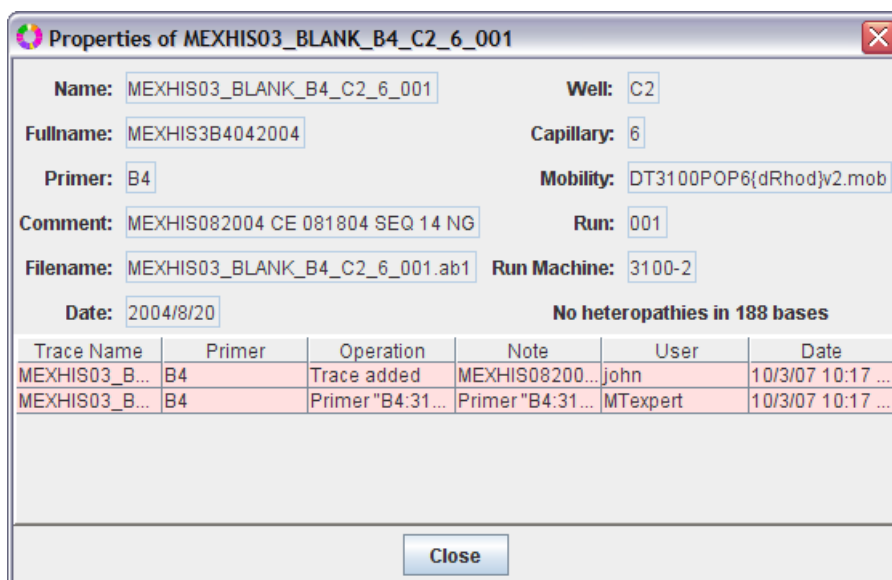 Properties of MEXHIS03_BLANK_B4_C2_6_001
Name: MEXHIS03_BLANK_B4_C2_6_001 Well: C2
Fullname: MEXHIS3B4042004 Capillary: 6
Primer: B4 Mobility: DT3100POP6{dRhod}v2.mob
Comment: MEXHIS082004 CE 081804 SEQ 14 NG Run: 001
Filename: MEXHIS03_BLANK_B4_C2_6_001.ab1 Run Machine: 3100-2
Date: 2004/8/20 No heteropathies in 188 bases
Trace Name Primer Operation Note User Date
MEXHIS03_B... B4 Trace added MEXHIS08200... john 10/3/07 10:17 ...
MEXHIS03_B... B4 Primer "B4:31... Primer "B4:31... MTexpert 10/3/07 10:17 ...
Close